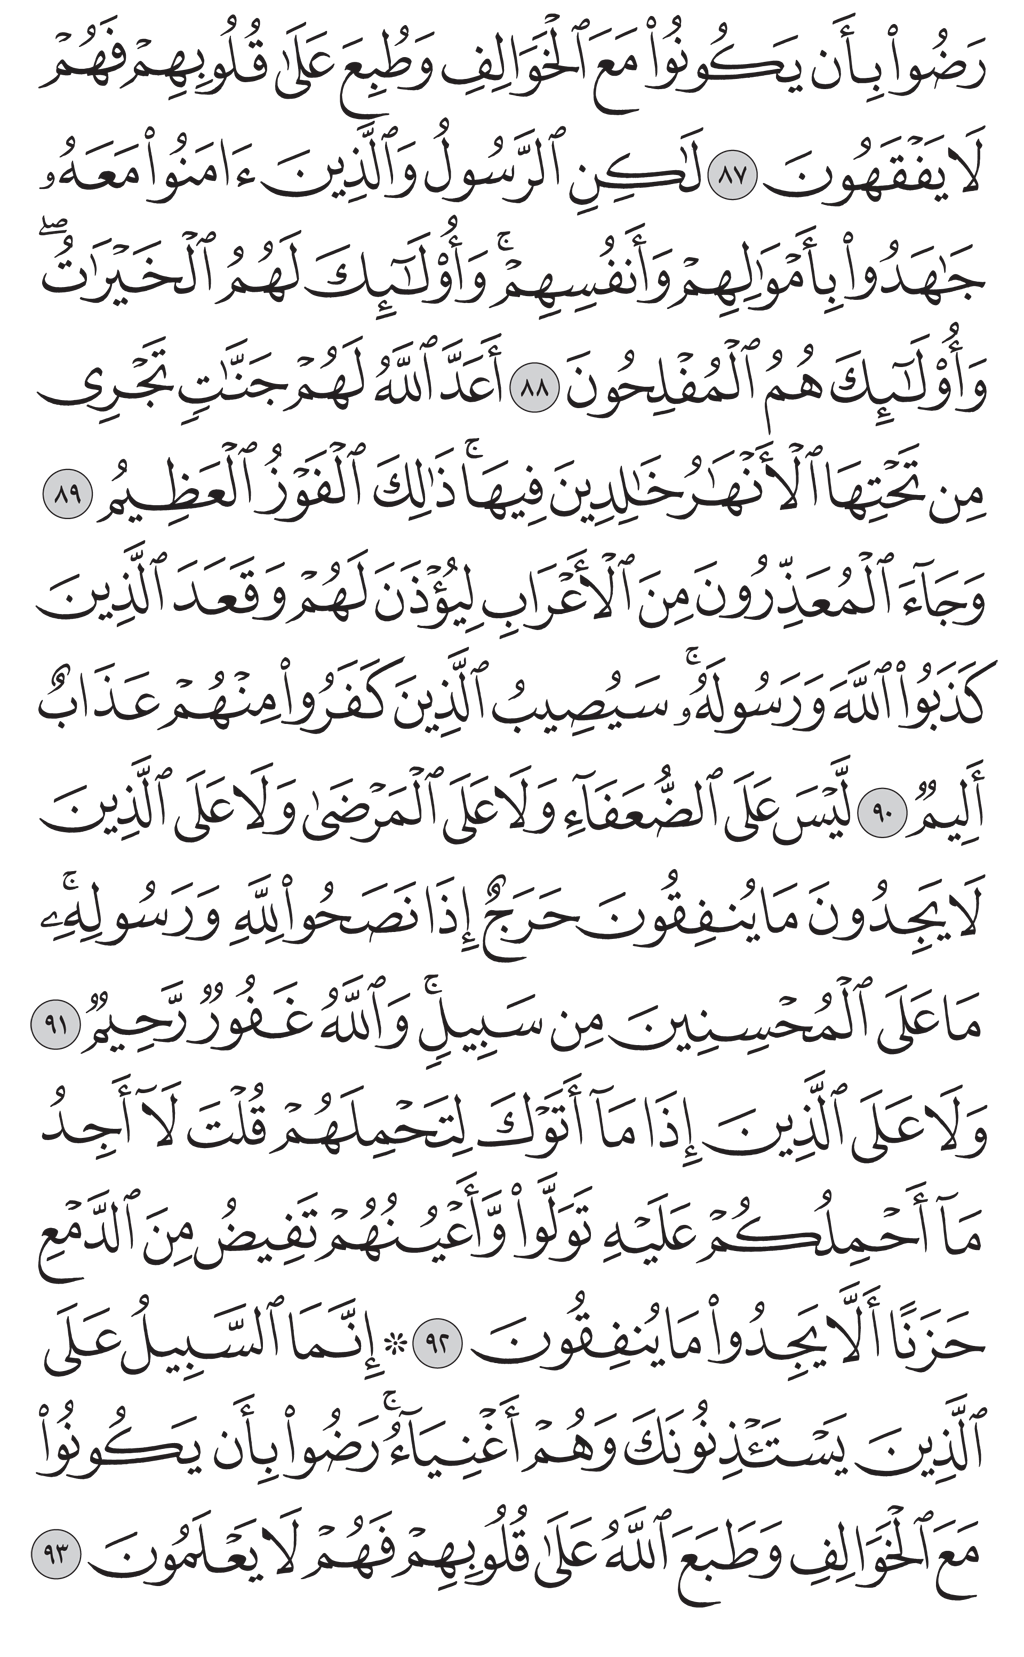 رَضُوا۟ بِأَن يَكُونُوا۟ مَعَ ٱلْخَوَالِفِ وَطُبِعَ عَلَىٰ قُلُوبِهِمْ فَهُمْ
لَا يَفْقَهُونَ ٨٧ لَٰكِنِ ٱلرَّسُولُ وَٱلَّذِينَ ءَامَنُوا۟ مَعَهُۥ
جَٰهَدُوا۟ بِأَمْوَٰلِهِمْ وَأَنفُسِهِمْ ۚ وَأُو۟لَٰٓئِكَ لَهُمُ ٱلْخَيْرَٰتُ ۖ
وَأُو۟لَٰٓئِكَ هُمُ ٱلْمُفْلِحُونَ ٨٨ أَعَدَّ ٱللَّهُ لَهُمْ جَنَّٰتٍ تَجْرِى
مِن تَحْتِهَا ٱلْأَنْهَٰرُ خَٰلِدِينَ فِيهَا ۚ ذَٰلِكَ ٱلْفَوْزُ ٱلْعَظِيمُ ٨٩
وَجَآءَ ٱلْمُعَذِّرُونَ مِنَ ٱلْأَعْرَابِ لِيُؤْذَنَ لَهُمْ وَقَعَدَ ٱلَّذِينَ
كَذَبُوا۟ ٱللَّهَ وَرَسُولَهُۥ ۚ سَيُصِيبُ ٱلَّذِينَ كَفَرُوا۟ مِنْهُمْ عَذَابٌ
أَلِيمٌ ٩٠ لَّيْسَ عَلَى ٱلضُّعَفَآءِ وَلَا عَلَى ٱلْمَرْضَىٰ وَلَا عَلَى ٱلَّذِينَ
لَا يَجِدُونَ مَا يُنفِقُونَ حَرَجٌ إِذَا نَصَحُوا۟ لِلَّهِ وَرَسُولِهِۦ ۚ
مَا عَلَى ٱلْمُحْسِنِينَ مِن سَبِيلٍ ۚ وَٱللَّهُ غَفُورٌ رَّحِيمٌ ٩١
وَلَا عَلَى ٱلَّذِينَ إِذَا مَآ أَتَوْكَ لِتَحْمِلَهُمْ قُلْتَ لَآ أَجِدُ
مَآ أَحْمِلُكُمْ عَلَيْهِ تَوَلَّوا۟ وَّأَعْيُنُهُمْ تَفِيضُ مِنَ ٱلدَّمْعِ
حَزَنًا أَلَّا يَجِدُوا۟ مَا يُنفِقُونَ ٩٢ ۞ إِنَّمَا ٱلسَّبِيلُ عَلَى
ٱلَّذِينَ يَسْتَـْٔذِنُونَكَ وَهُمْ أَغْنِيَآءُ ۚ رَضُوا۟ بِأَن يَكُونُوا۟
مَعَ ٱلْخَوَالِفِ وَطَبَعَ ٱللَّهُ عَلَىٰ قُلُوبِهِمْ فَهُمْ لَا يَعْلَمُونَ ٩٣